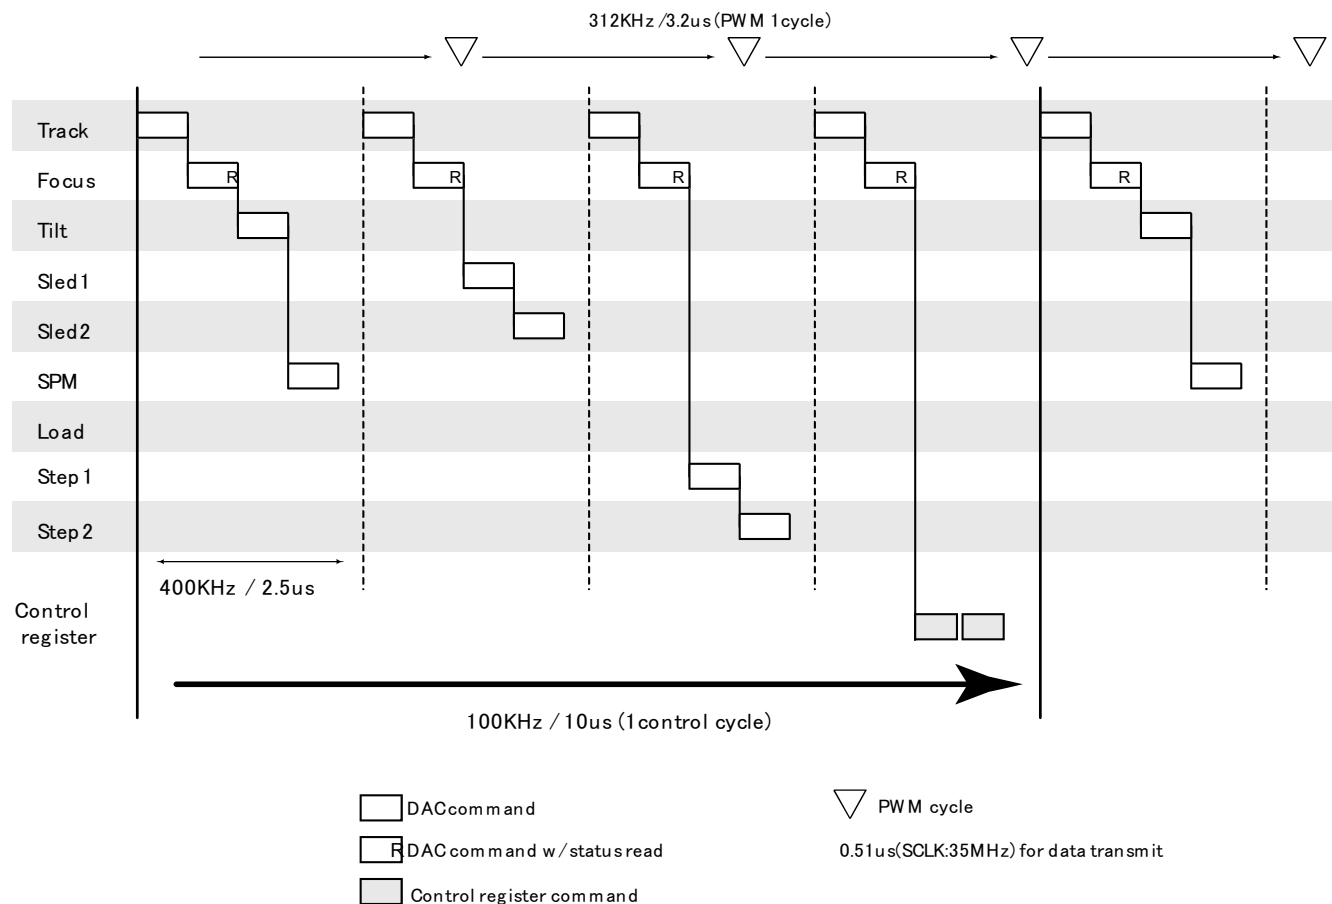 312KHz /3.2us(PWM 1cycle)
Track
Focus R R R R R
Tilt
Sled1
Sled2
SPM
Load
Step1
Step2
400KHz / 2.5us
Control
register
100KHz / 10us (1control cycle)
DAC command
PWM cycle
R DAC command w/status read
0.51us(SCLK:35MHz) for data transmit
Control register command